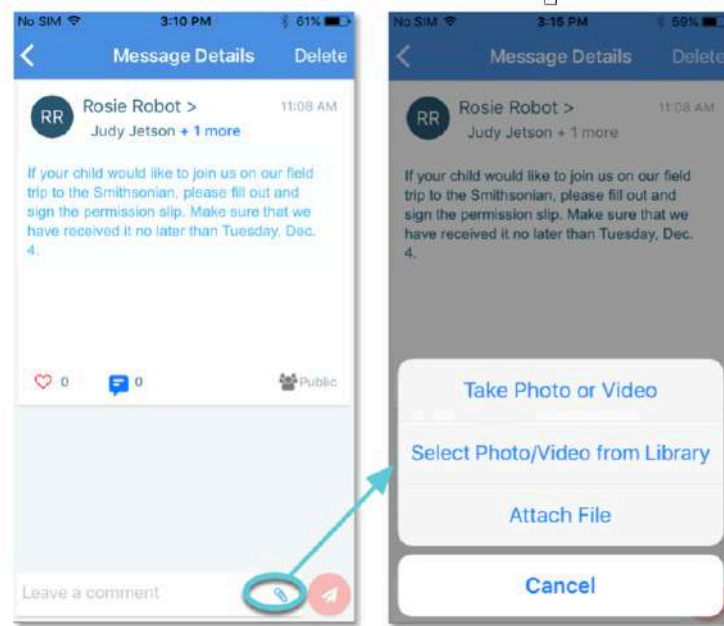 No SIM 3:10 PM 61%
Message Details Delete
RR Rosie Robot > 11:08 AM
Judy Jetson + 1 more
If your child would like to join us on our field
trip to the Smithsonian, please fill out and
sign the permission slip. Make sure that we
have received it no later than Tuesday, Dec.
4.
0 0 Public
Leave a comment
No SIM 3:15 PM 59%
Message Details Delete
RR Rosie Robot > 11:08 AM
Judy Jetson + 1 more
If your child would like to join us on our field
trip to the Smithsonian, please fill out and
sign the permission slip. Make sure that we
have received it no later than Tuesday, Dec.
4.
Take Photo or Video
Select Photo/Video from Library
Attach File
Cancel